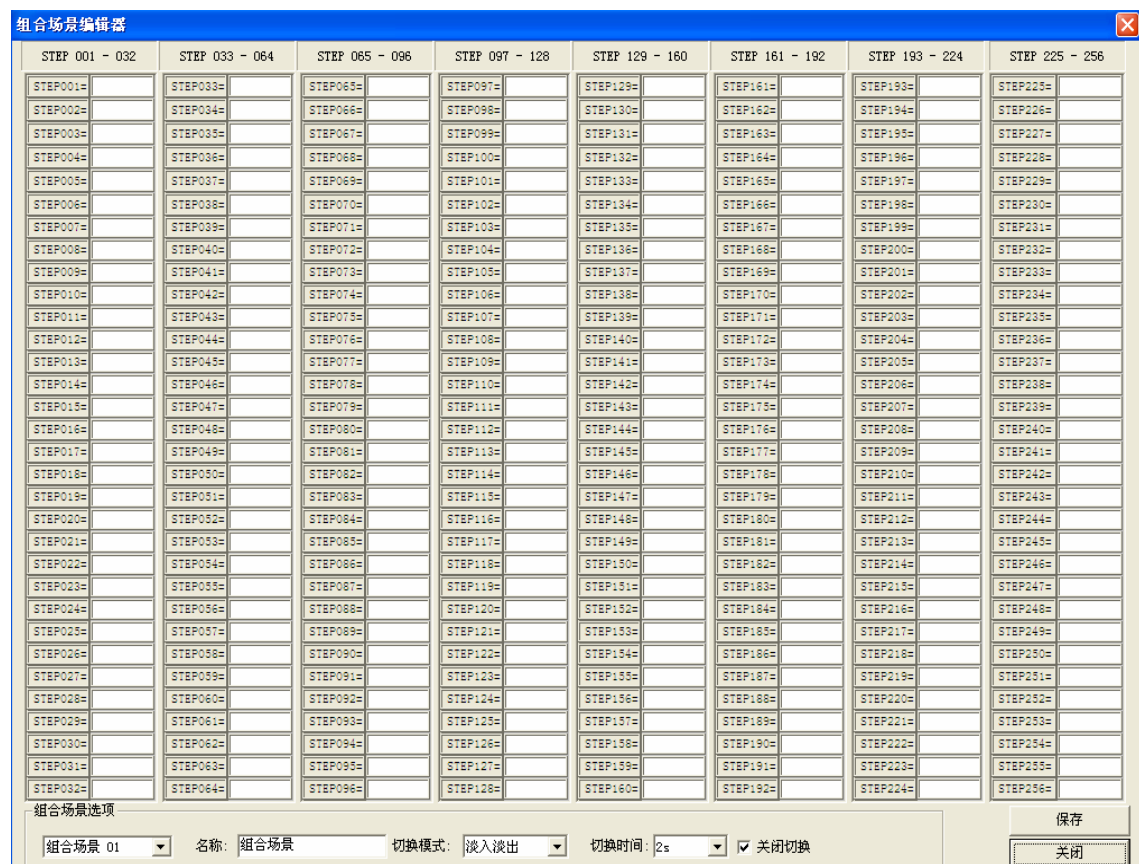 组合场景编辑器
STEP 001 - 032 STEP 033 - 064 STEP 065 - 096 STEP 097 - 128 STEP 129 - 160 STEP 161 - 192 STEP 193 - 224 STEP 225 - 256
STEP001= STEP033= STEP065= STEP097= STEP129= STEP161= STEP193= STEP225=
STEP002= STEP034= STEP066= STEP098= STEP130= STEP162= STEP194= STEP226=
STEP003= STEP035= STEP067= STEP099= STEP131= STEP163= STEP195= STEP227=
STEP004= STEP036= STEP068= STEP100= STEP132= STEP164= STEP196= STEP228=
STEP005= STEP037= STEP069= STEP101= STEP133= STEP165= STEP197= STEP229=
STEP006= STEP038= STEP070= STEP102= STEP134= STEP166= STEP198= STEP230=
STEP007= STEP039= STEP071= STEP103= STEP135= STEP167= STEP199= STEP231=
STEP008= STEP040= STEP072= STEP104= STEP136= STEP168= STEP200= STEP232=
STEP009= STEP041= STEP073= STEP105= STEP137= STEP169= STEP201= STEP233=
STEP010= STEP042= STEP074= STEP106= STEP138= STEP170= STEP202= STEP234=
STEP011= STEP043= STEP075= STEP107= STEP139= STEP171= STEP203= STEP235=
STEP012= STEP044= STEP076= STEP108= STEP140= STEP172= STEP204= STEP236=
STEP013= STEP045= STEP077= STEP109= STEP141= STEP173= STEP205= STEP237=
STEP014= STEP046= STEP078= STEP110= STEP142= STEP174= STEP206= STEP238=
STEP015= STEP047= STEP079= STEP111= STEP143= STEP175= STEP207= STEP239=
STEP016= STEP048= STEP080= STEP112= STEP144= STEP176= STEP208= STEP240=
STEP017= STEP049= STEP081= STEP113= STEP145= STEP177= STEP209= STEP241=
STEP018= STEP050= STEP082= STEP114= STEP146= STEP178= STEP210= STEP242=
STEP019= STEP051= STEP083= STEP115= STEP147= STEP179= STEP211= STEP243=
STEP020= STEP052= STEP084= STEP116= STEP148= STEP180= STEP212= STEP244=
STEP021= STEP053= STEP085= STEP117= STEP149= STEP181= STEP213= STEP245=
STEP022= STEP054= STEP086= STEP118= STEP150= STEP182= STEP214= STEP246=
STEP023= STEP055= STEP087= STEP119= STEP151= STEP183= STEP215= STEP247=
STEP024= STEP056= STEP088= STEP120= STEP152= STEP184= STEP216= STEP248=
STEP025= STEP057= STEP089= STEP121= STEP153= STEP185= STEP217= STEP249=
STEP026= STEP058= STEP090= STEP122= STEP154= STEP186= STEP218= STEP250=
STEP027= STEP059= STEP091= STEP123= STEP155= STEP187= STEP219= STEP251=
STEP028= STEP060= STEP092= STEP124= STEP156= STEP188= STEP220= STEP252=
STEP029= STEP061= STEP093= STEP125= STEP157= STEP189= STEP221= STEP253=
STEP030= STEP062= STEP094= STEP126= STEP158= STEP190= STEP222= STEP254=
STEP031= STEP063= STEP095= STEP127= STEP159= STEP191= STEP223= STEP255=
STEP032= STEP064= STEP096= STEP128= STEP160= STEP192= STEP224= STEP256=
组合场景选项
保存
组合场景 01 名称: 组合场景 切换模式: 淡入淡出 切换时间: 2s 关闭切换
关闭